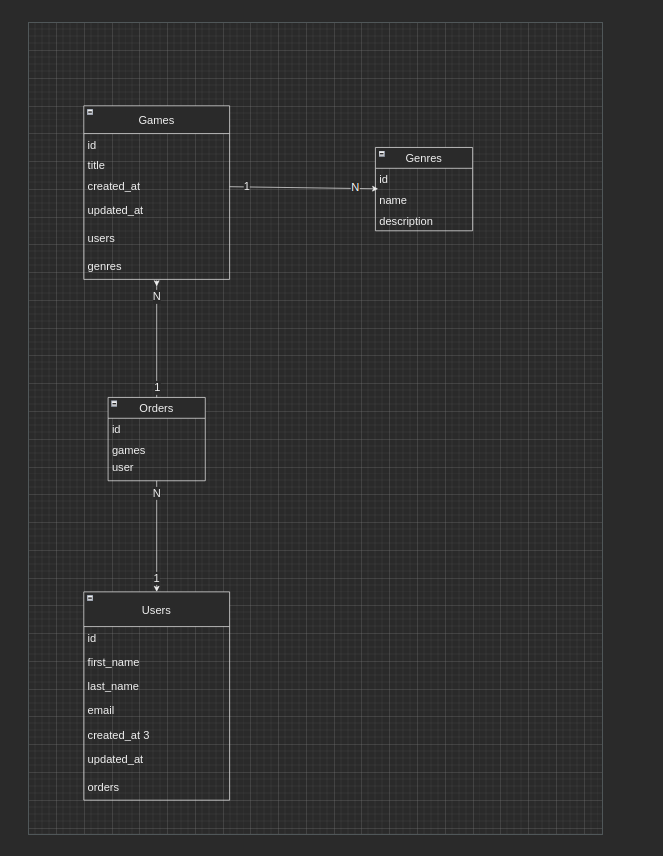 Games
id
title
created_at
updated_at
users
genres
1
N
Genres
id
name
description
N
1
Orders
id
games
user
N
1
Users
id
first_name
last_name
email
created_at 3
updated_at
orders